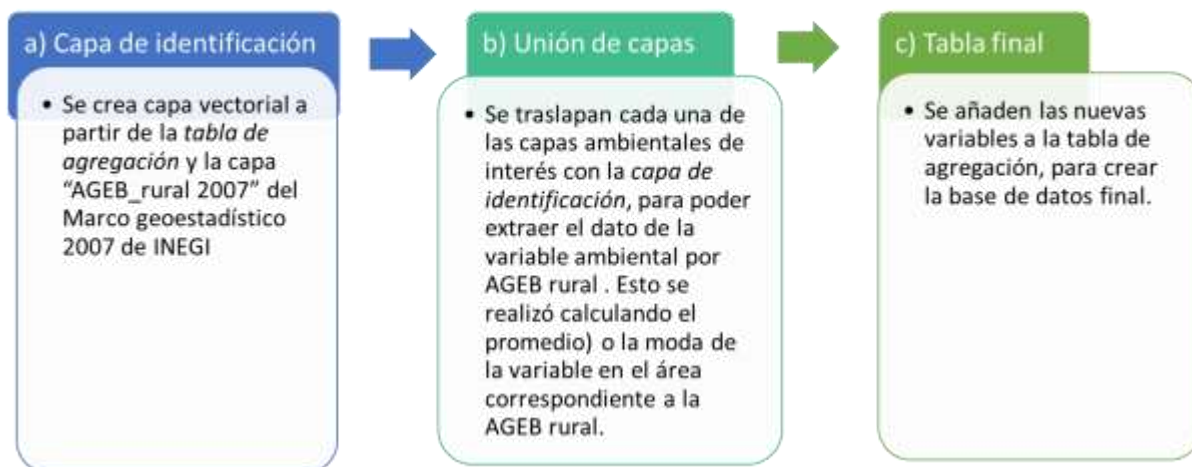 a) Capa de identificación
• Se crea capa vectorial a
partir de la tabla de
agregación y la capa
“AGEB_rural 2007” del
Marco geoestadístico
2007 de INEGI
b) Unión de capas
• Se traslapan cada una de
las capas ambientales de
interés con la capa de
identificación, para poder
extraer el dato de la
variable ambiental por
AGEB rural . Esto se
realizó calculando el
promedio) o la moda de
la variable en el área
correspondiente a la
AGEB rural.
c) Tabla final
• Se añaden las nuevas
variables a la tabla de
agregación, para crear
la base de datos final.